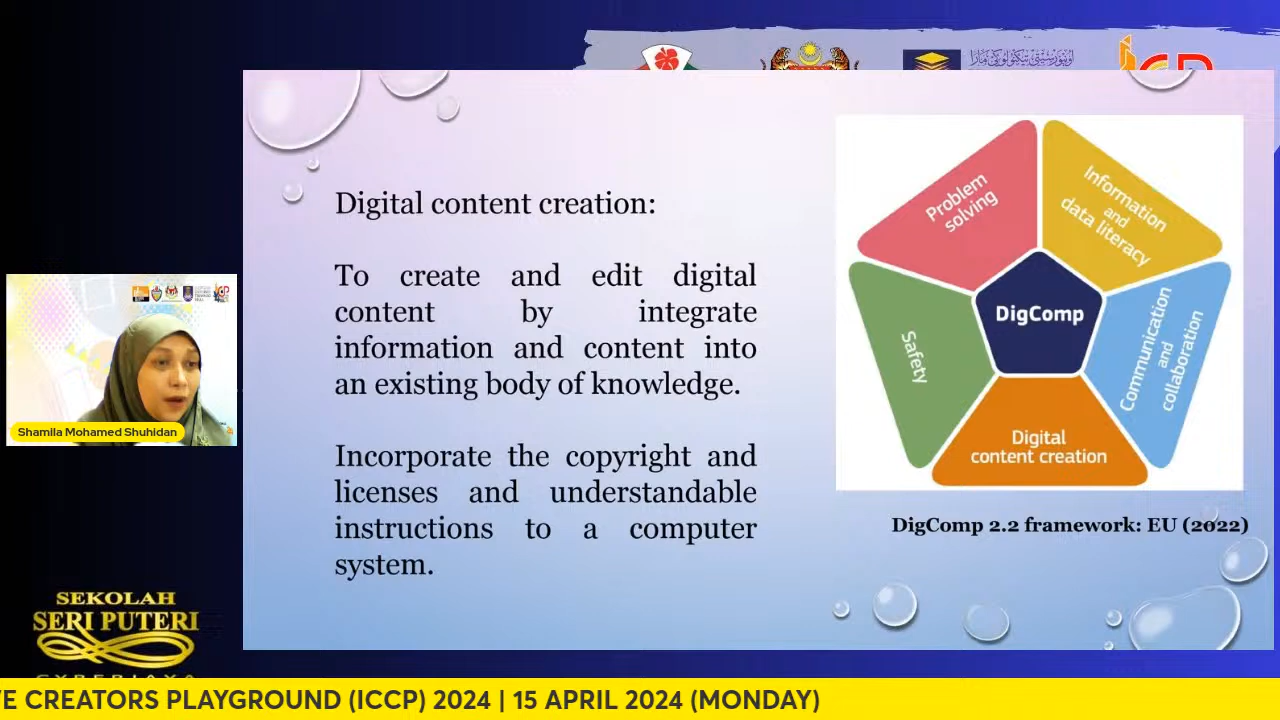 Digital content creation:
To create and edit digital
content by integrate
information and content into
an existing body of knowledge.
Incorporate the copyright and
licenses and understandable
instructions to a computer
system.
Problem
solving
Information
and
data literacy
DigComp
Safety
Communication
and
collaboration
Digital
content creation
DigComp 2.2 framework: EU (2022)
Shamila Mohamed Shuhidan
SEKOLAH
SERI PUTERI
CYBERJAYA
VE CREATORS PLAYGROUND (ICCP) 2024 | 15 APRIL 2024 (MONDAY)